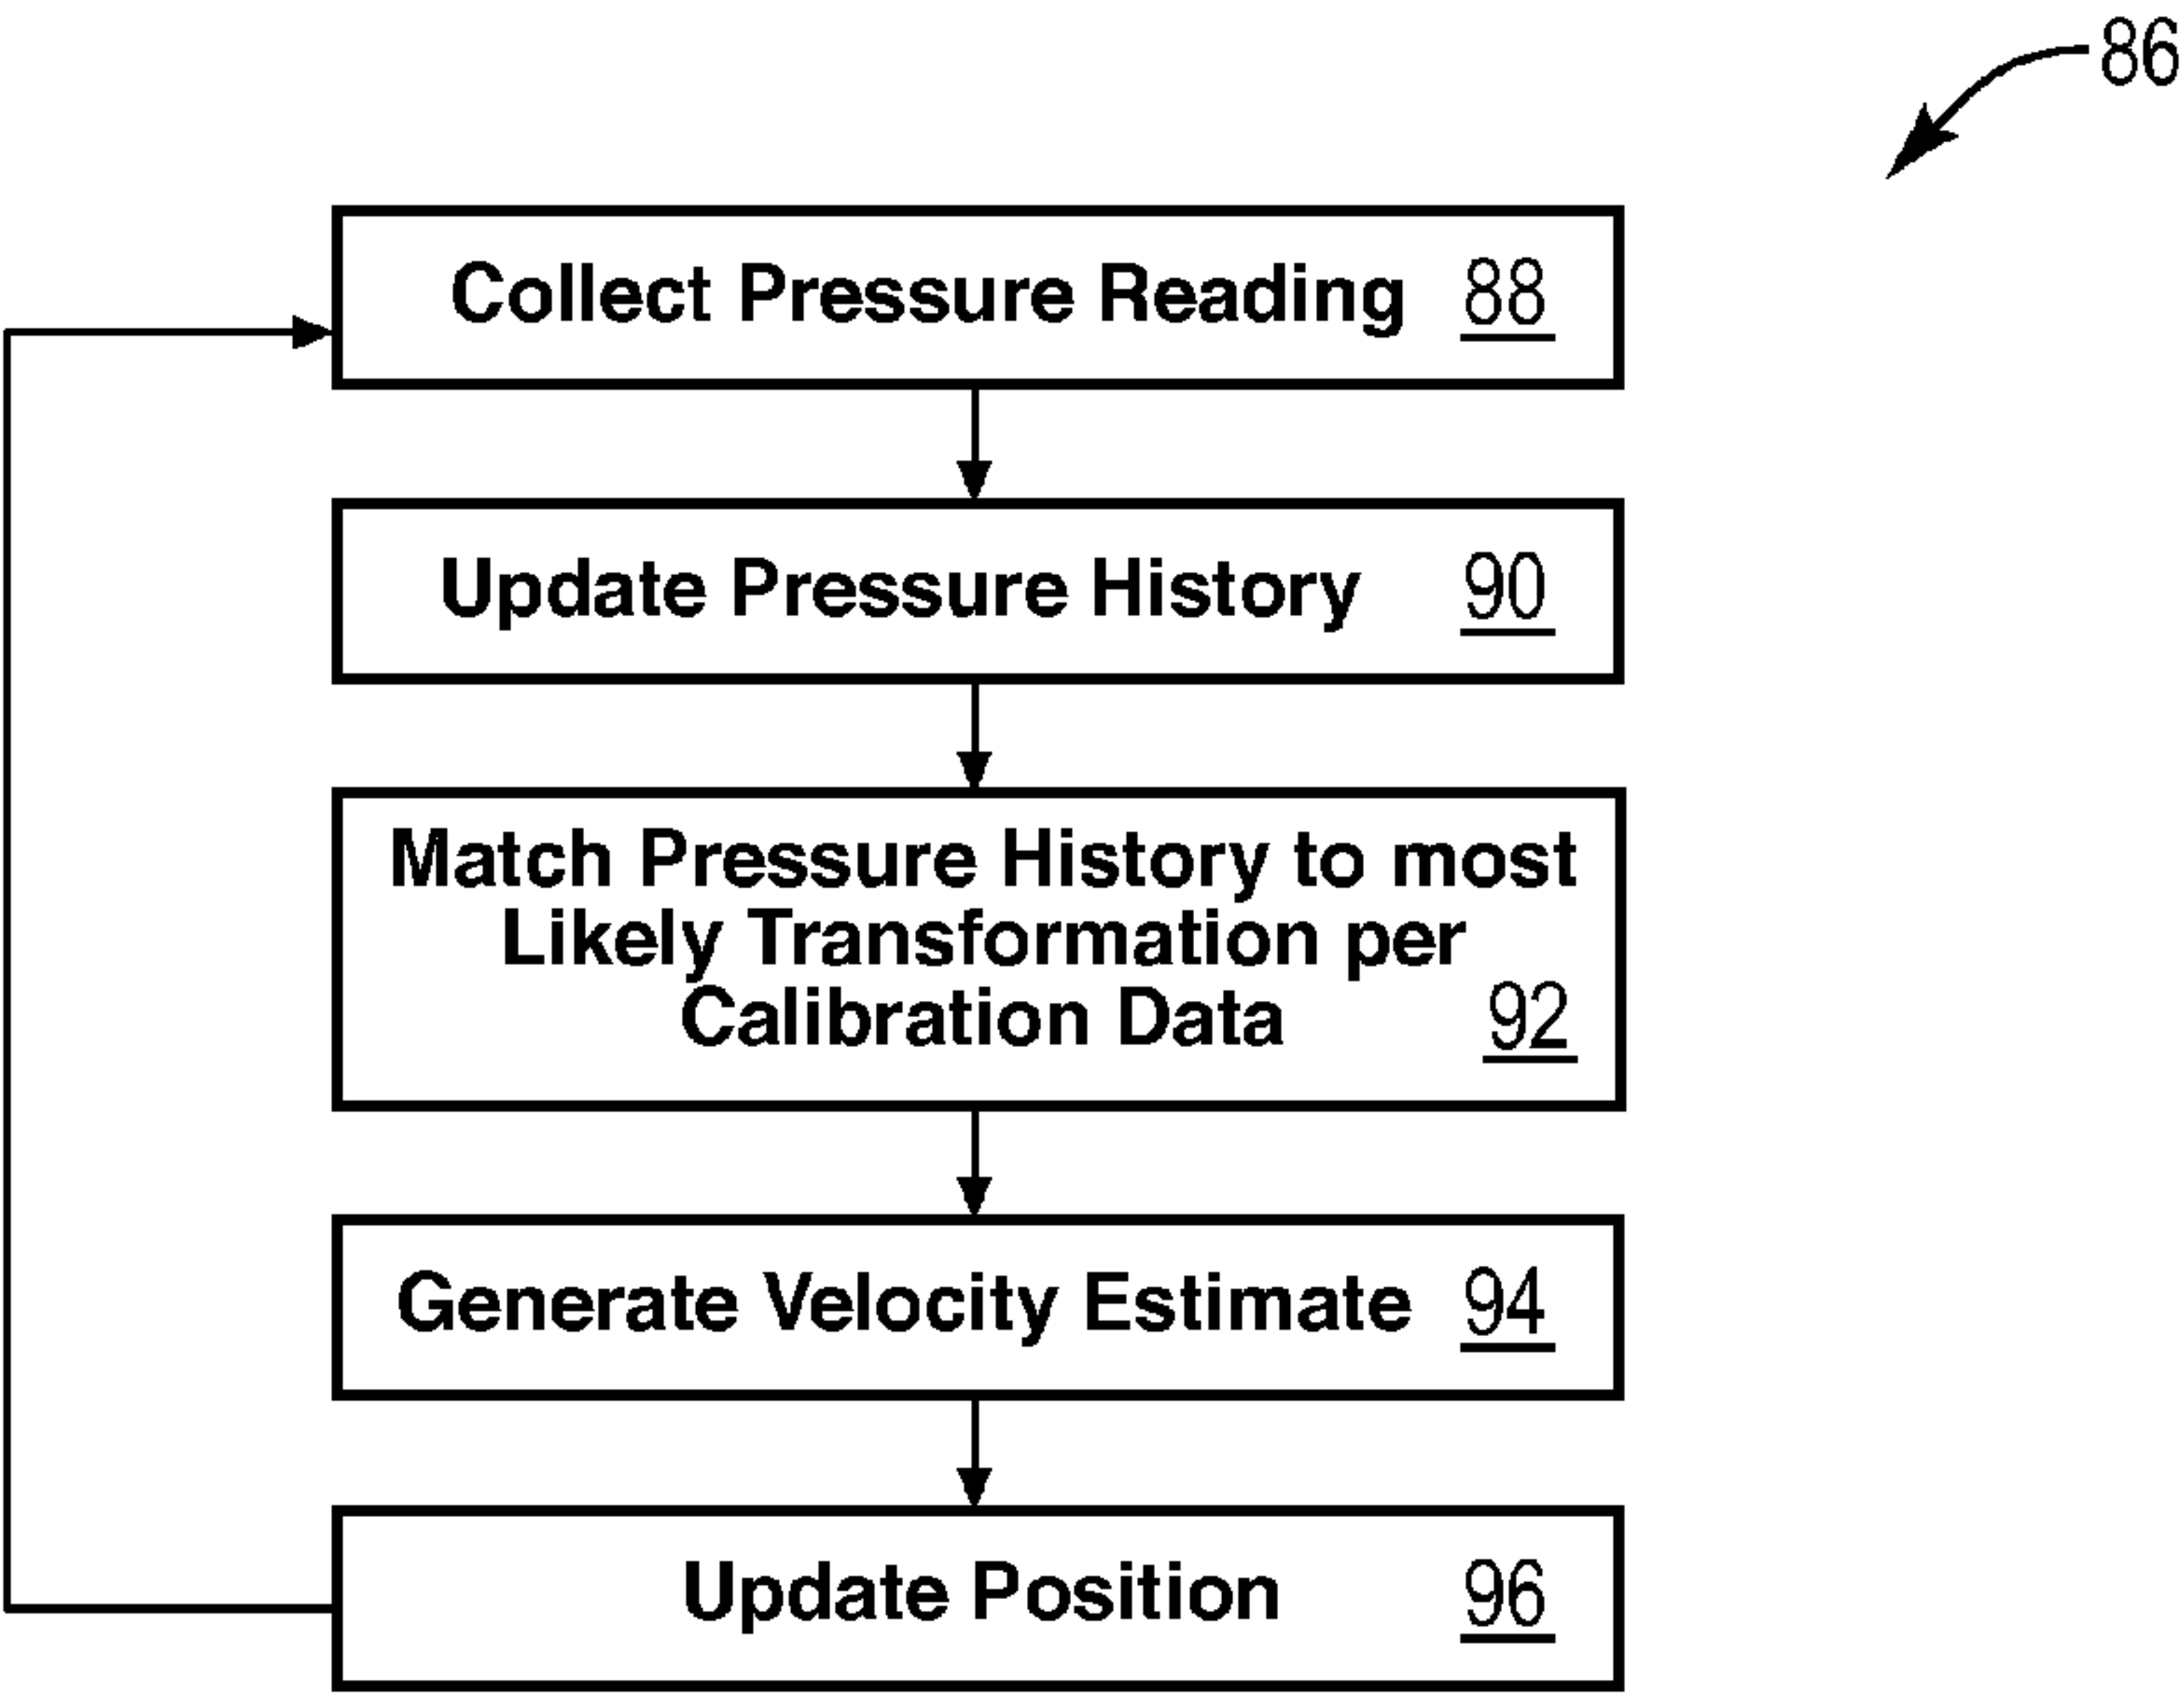 86
Collect Pressure Reading 88
Update Pressure History 90
Match Pressure History to most
Likely Transformation per
Calibration Data 92
Generate Velocity Estimate 94
Update Position 96